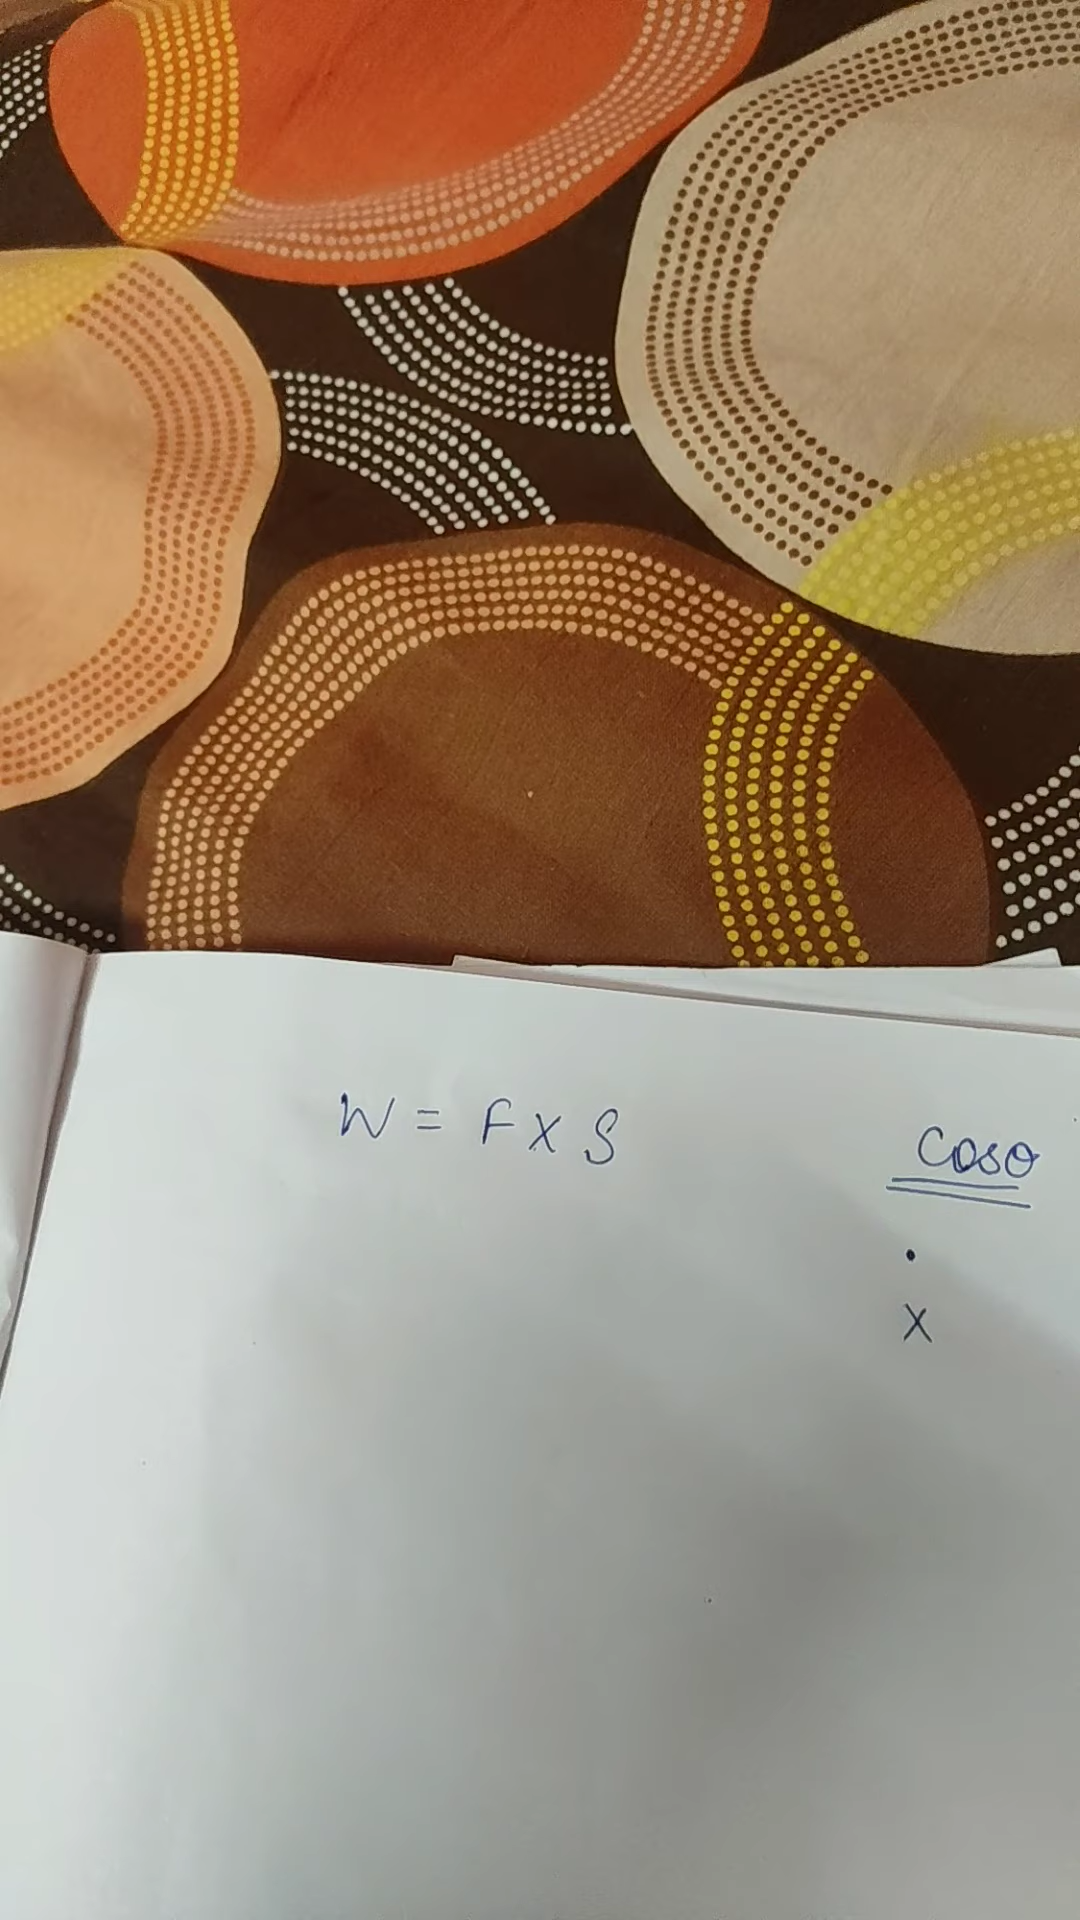 W = F X S
Cosθ
•
X